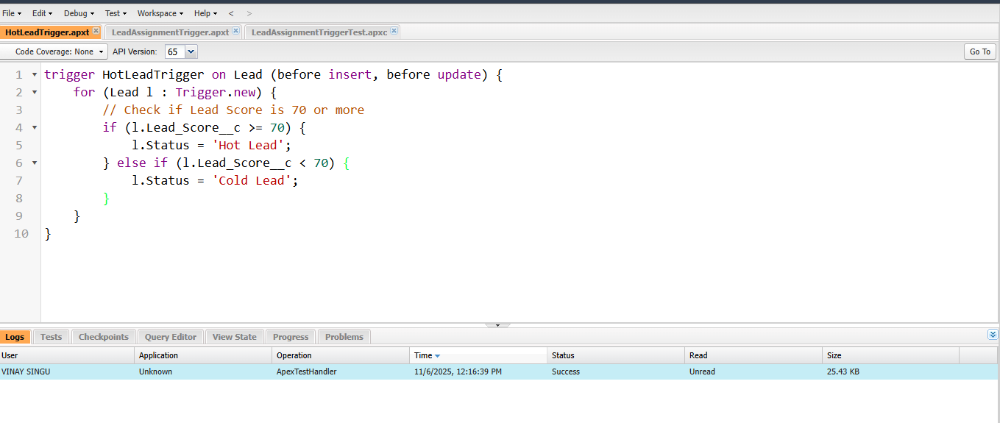 File Edit Debug Test Workspace Help < >
HotLeadTrigger.apxt LeadAssignmentTrigger.apxt LeadAssignmentTriggerTest.apxc
Code Coverage: None API Version: 65 Go To
1 trigger HotLeadTrigger on Lead (before insert, before update) {
2 for (Lead l : Trigger.new) {
3 // Check if Lead Score is 70 or more
4 if (l.Lead_Score__c >= 70) {
5 l.Status = 'Hot Lead';
6 } else if (l.Lead_Score__c < 70) {
7 l.Status = 'Cold Lead';
8 }
9 }
10 }
Logs Tests Checkpoints Query Editor View State Progress Problems
User Application Operation Time Status Read Size
VINAY SINGU Unknown ApexTestHandler 11/6/2025, 12:16:39 PM Success Unread 25.43 KB